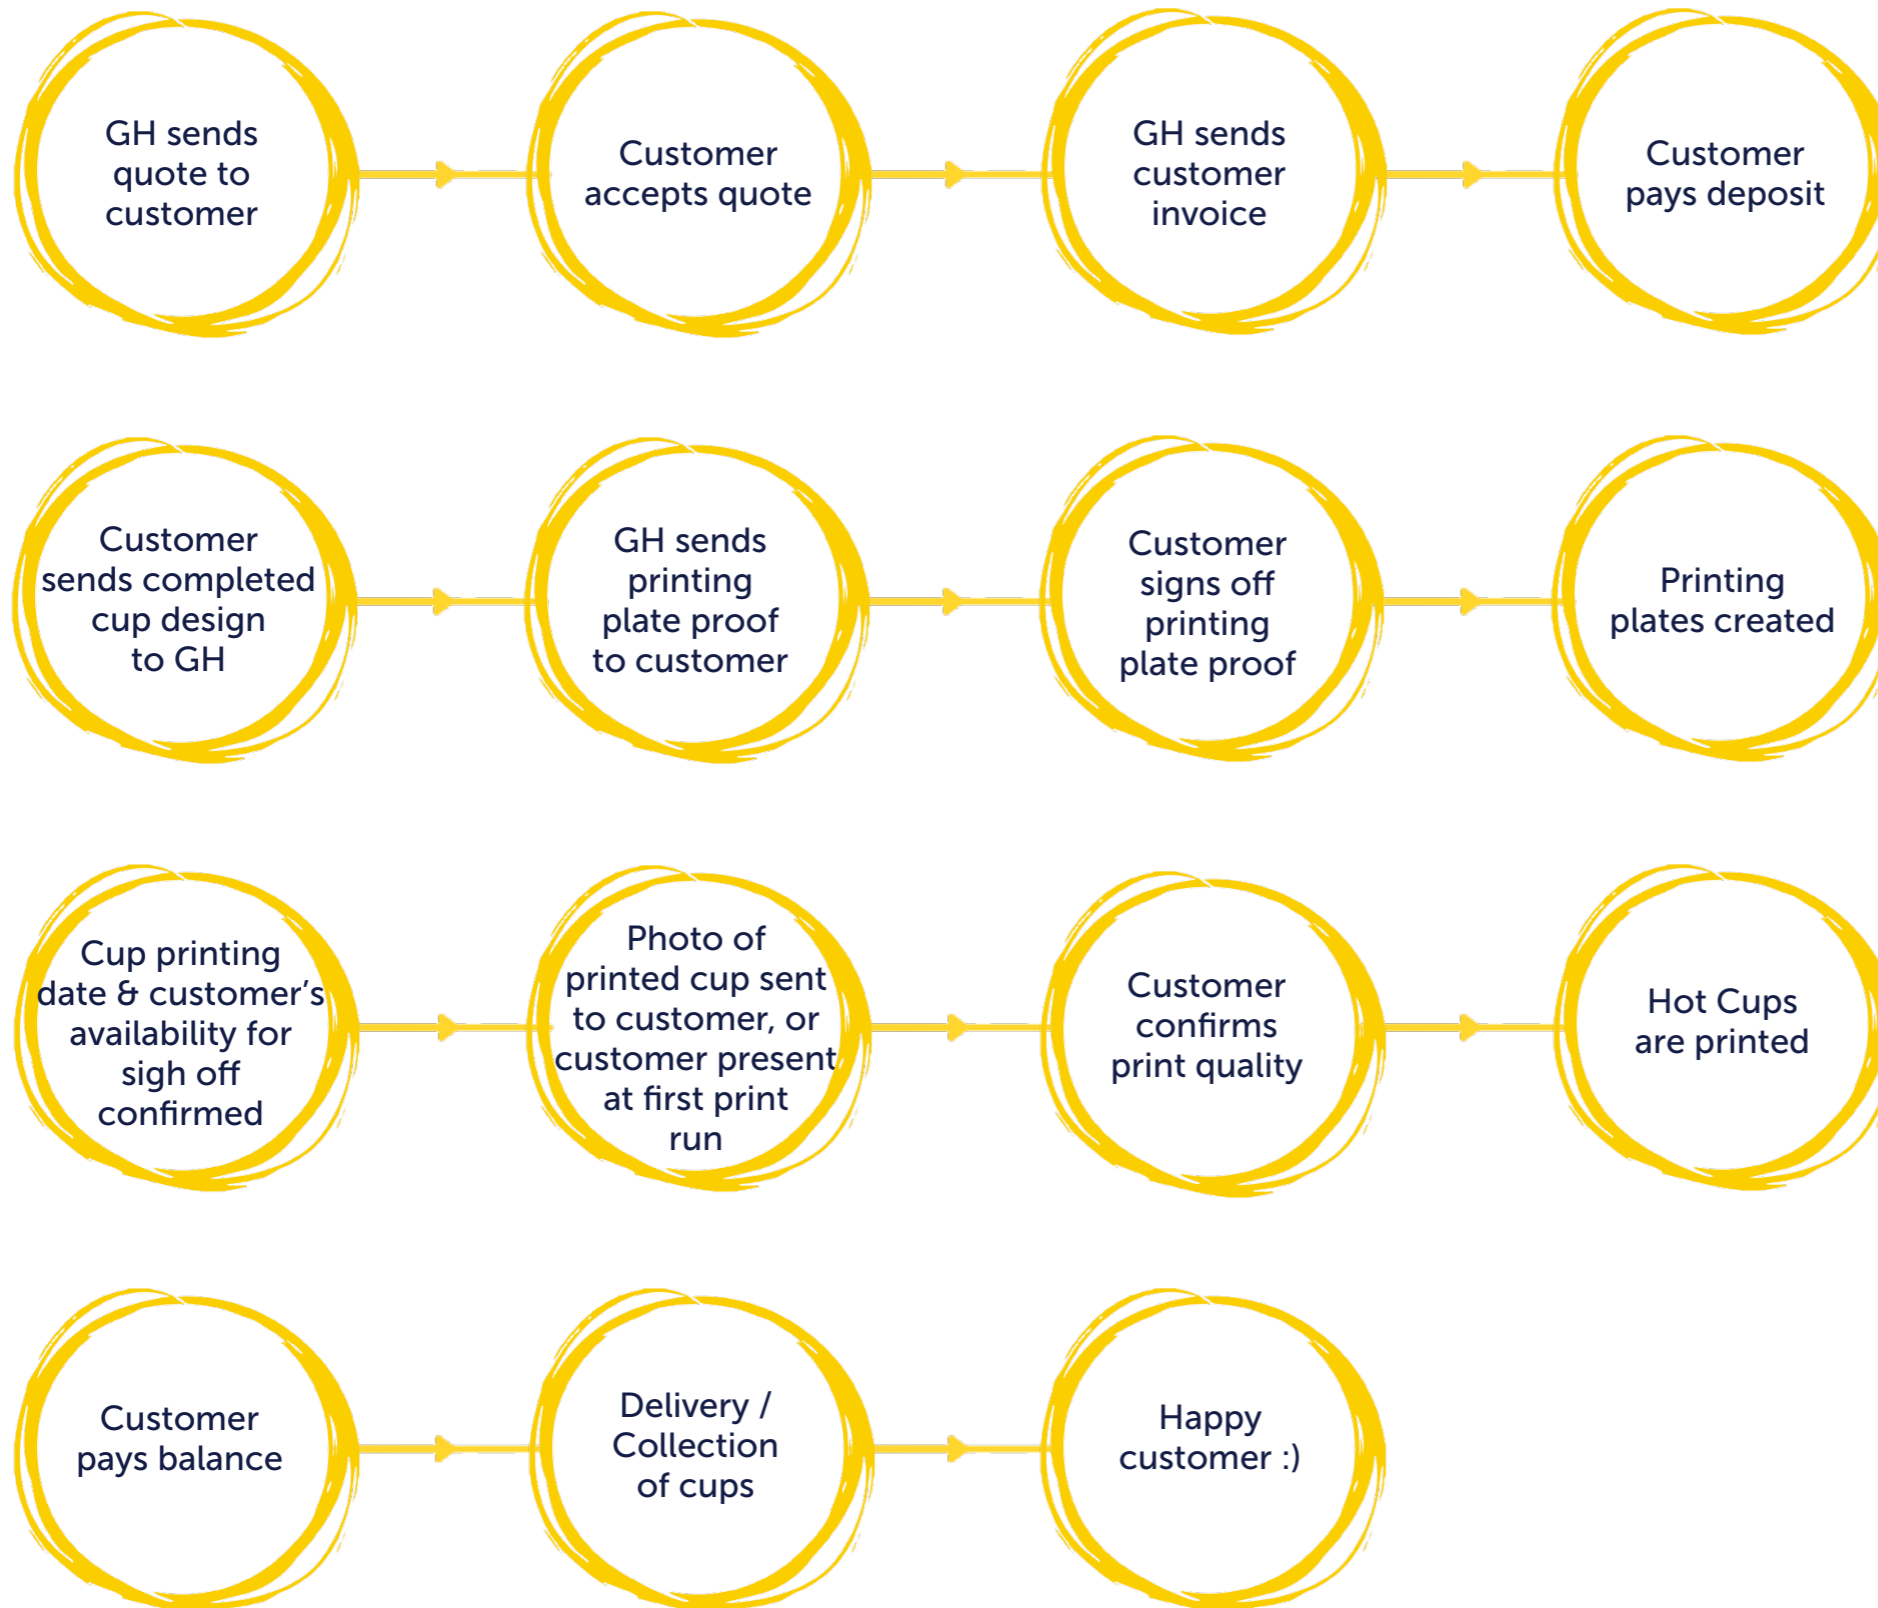 GH sends
quote to
customer
Customer
accepts quote
GH sends
customer
invoice
Customer
pays deposit
Customer
sends completed
cup design
to GH
GH sends
printing
plate proof
to customer
Customer
signs off
printing
plate proof
Printing
plates created
Cup printing
date & customer’s
availability for
sigh off
confirmed
Photo of
printed cup sent
to customer, or
customer present
at first print
run
Customer
confirms
print quality
Hot Cups
are printed
Customer
pays balance
Delivery /
Collection
of cups
Happy
customer :)